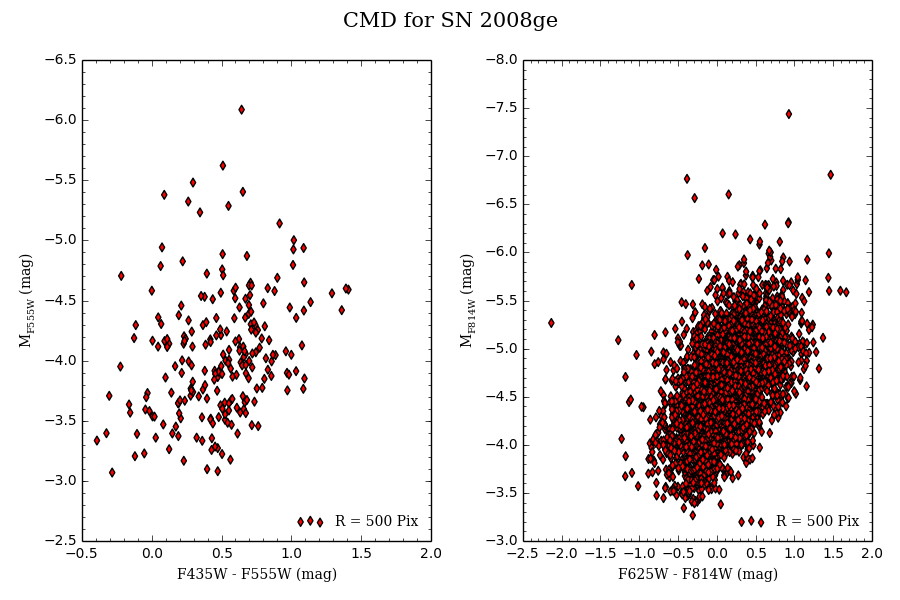 CMD for SN 2008ge
−6.5
−6.0
−5.5
−5.0
−4.5
−4.0
−3.5
−3.0
−2.5
M_F555W (mag)
R = 500 Pix
−0.5 0.0 0.5 1.0 1.5 2.0
F435W - F555W (mag)
−8.0
−7.5
−7.0
−6.5
−6.0
−5.5
−5.0
−4.5
−4.0
−3.5
−3.0
M_F814W (mag)
R = 500 Pix
−2.5 −2.0 −1.5 −1.0 −0.5 0.0 0.5 1.0 1.5 2.0
F625W - F814W (mag)